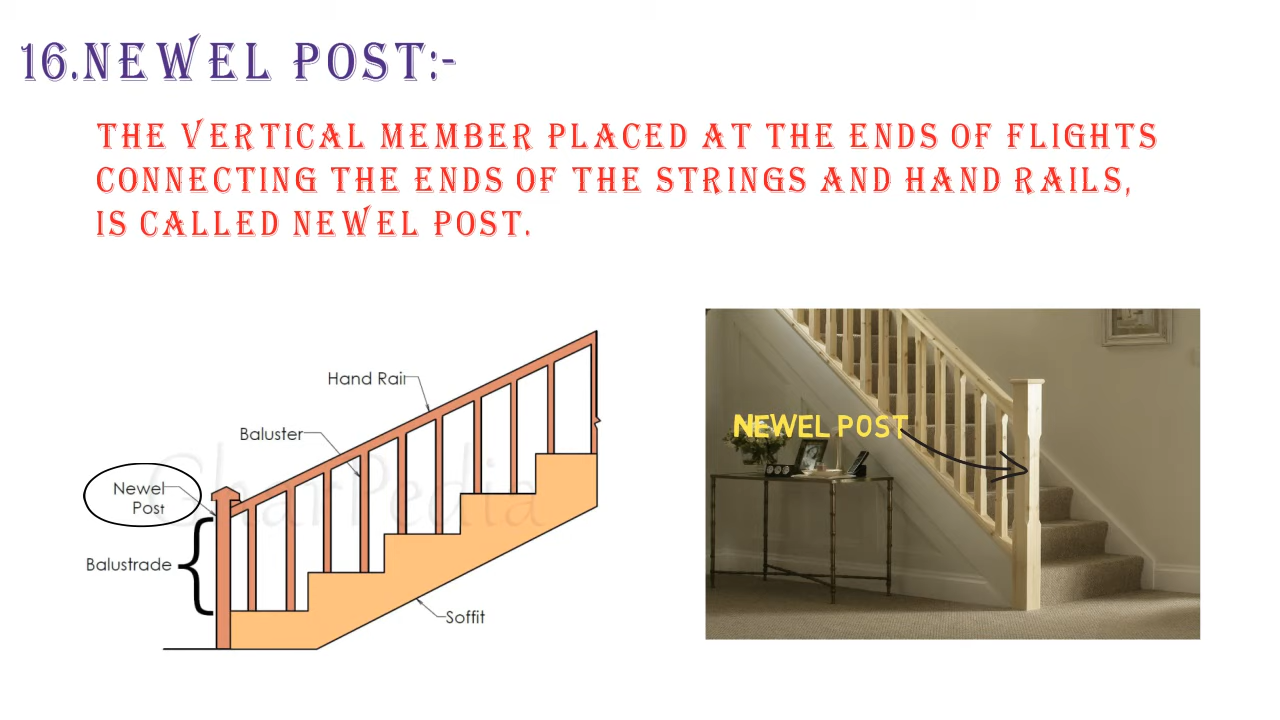 16.NEWEL POST:-
THE VERTICAL MEMBER PLACED AT THE ENDS OF FLIGHTS
CONNECTING THE ENDS OF THE STRINGS AND HAND RAILS,
IS CALLED NEWEL POST.
Hand Rail
Baluster
Newel
Post
Balustrade
Soffit
GharPedia
NEWEL POST